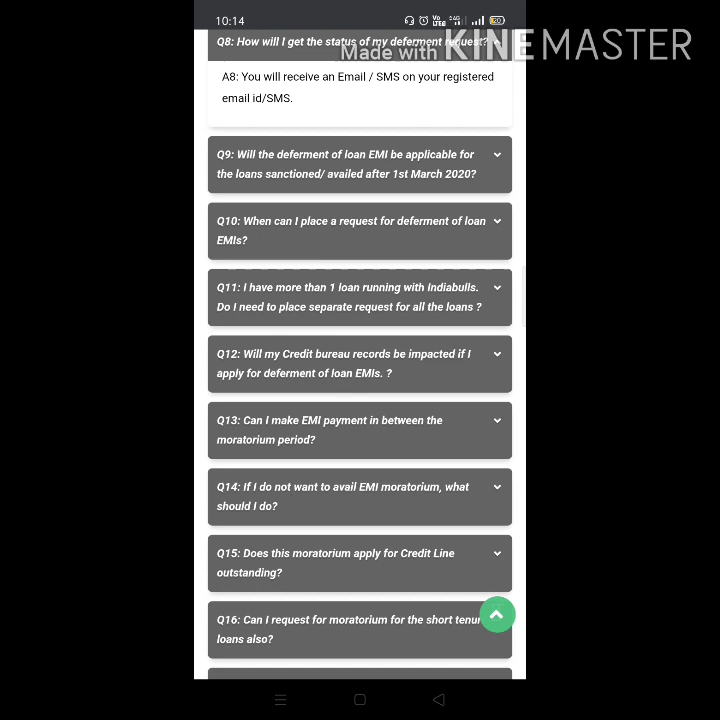 10:14
Q8: How will I get the status of my deferment request?
Made with KINEMASTER
A8: You will receive an Email / SMS on your registered
email id/SMS.
Q9: Will the deferment of loan EMI be applicable for
the loans sanctioned/ availed after 1st March 2020?
Q10: When can I place a request for deferment of loan
EMIs?
Q11: I have more than 1 loan running with Indiabulls.
Do I need to place separate request for all the loans ?
Q12: Will my Credit bureau records be impacted if I
apply for deferment of loan EMIs. ?
Q13: Can I make EMI payment in between the
moratorium period?
Q14: If I do not want to avail EMI moratorium, what
should I do?
Q15: Does this moratorium apply for Credit Line
outstanding?
Q16: Can I request for moratorium for the short
loans also?